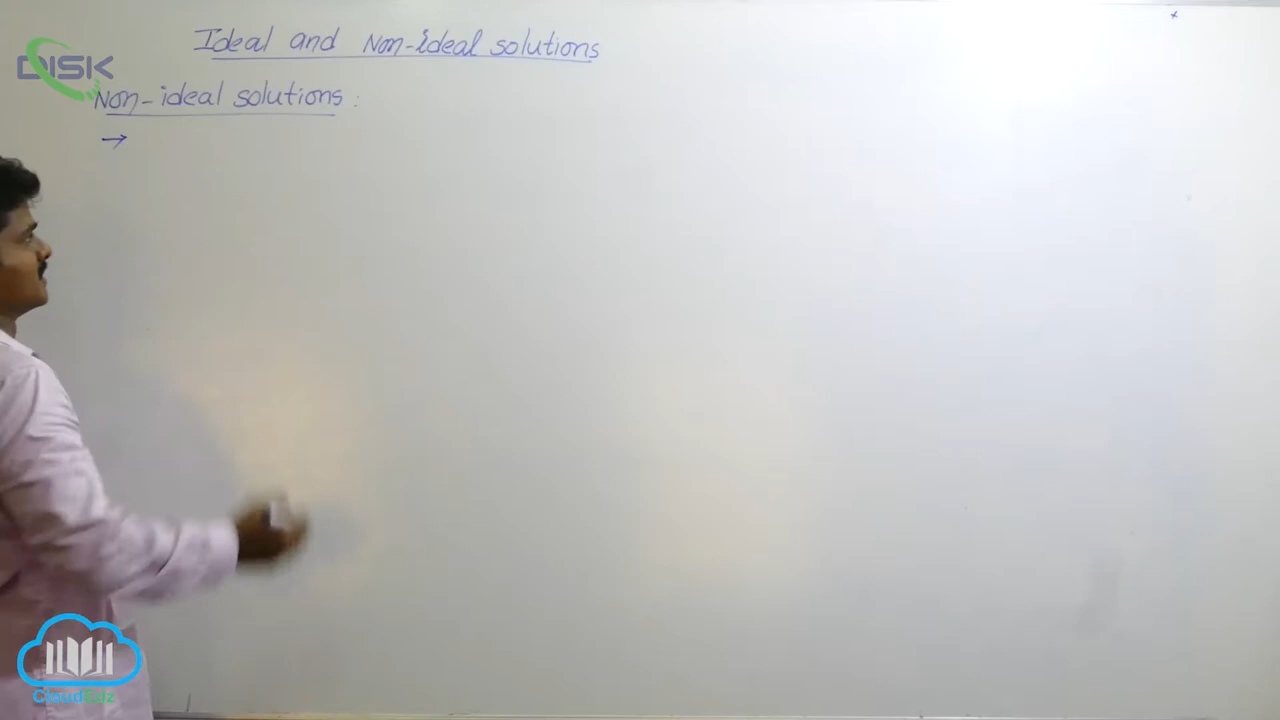 Ideal and Non-ideal solutions
DISK
Non-ideal solutions :
→
CloudEdz